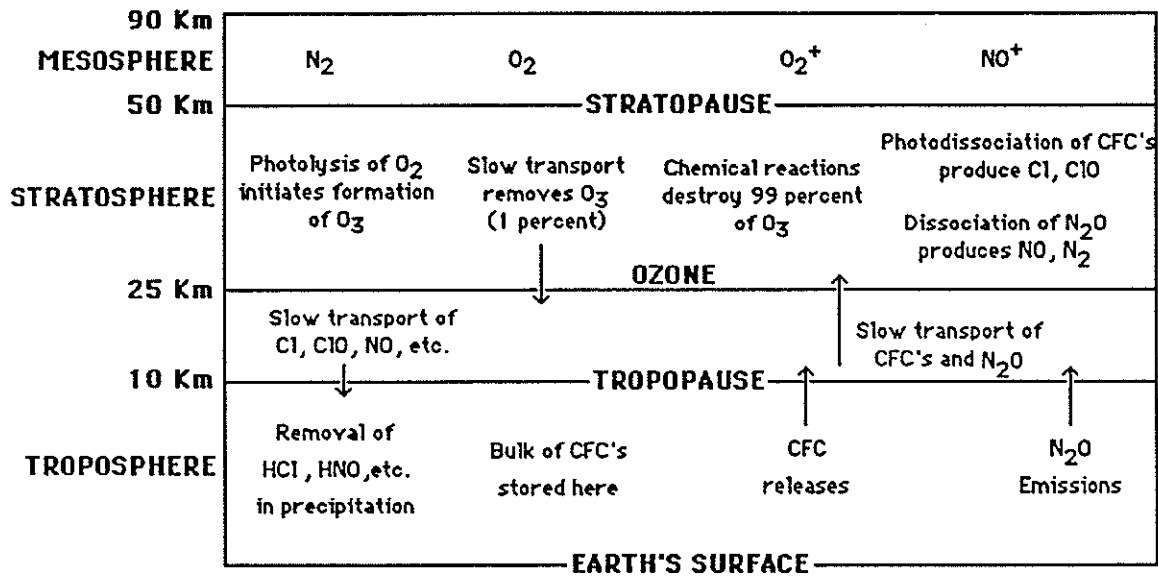 90 Km
MESOSPHERE
N₂
O₂
O₂⁺
NO⁺
50 Km
STRATOPAUSE
STRATOSPHERE
Photolysis of O₂
initiates formation
of O₃
Slow transport
removes O₃
(1 percent)
Chemical reactions
destroy 99 percent
of O₃
Photodissociation of CFC's
produce Cl, ClO
Dissociation of N₂O
produces NO, N₂
OZONE
25 Km
Slow transport of
Cl, ClO, NO, etc.
Slow transport of
CFC's and N₂O
10 Km
TROPOPAUSE
TROPOSPHERE
Removal of
HCl, HNO, etc.
in precipitation
Bulk of CFC's
stored here
CFC
releases
N₂O
Emissions
EARTH'S SURFACE